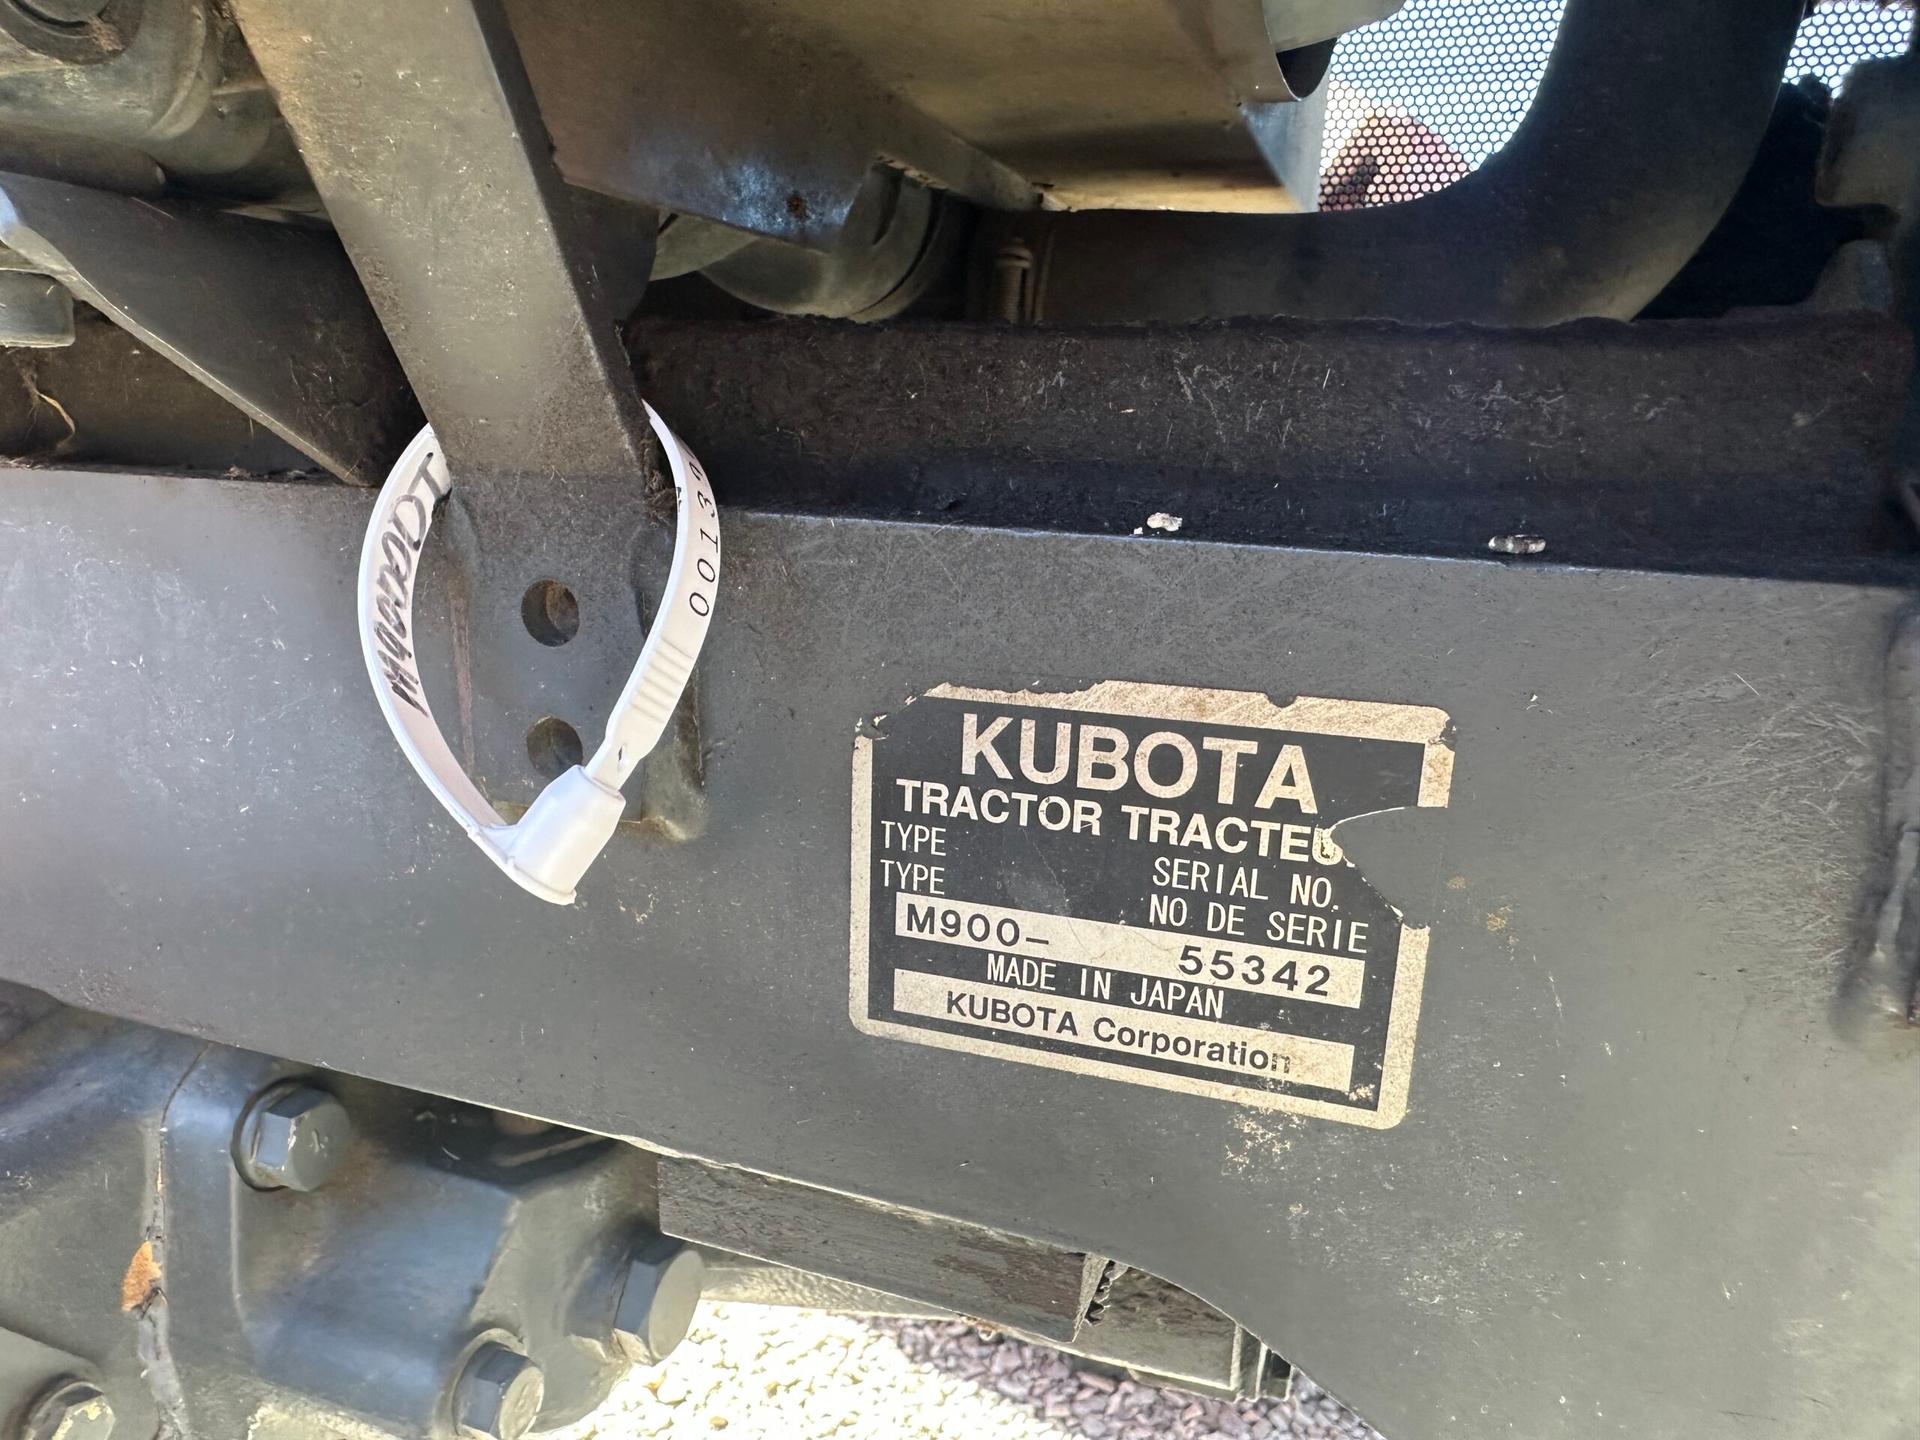 KUBOTA
TRACTOR TRACTEU
TYPE
TYPE
SERIAL NO.
NO DE SERIE
M900– 55342
MADE IN JAPAN
KUBOTA Corporation